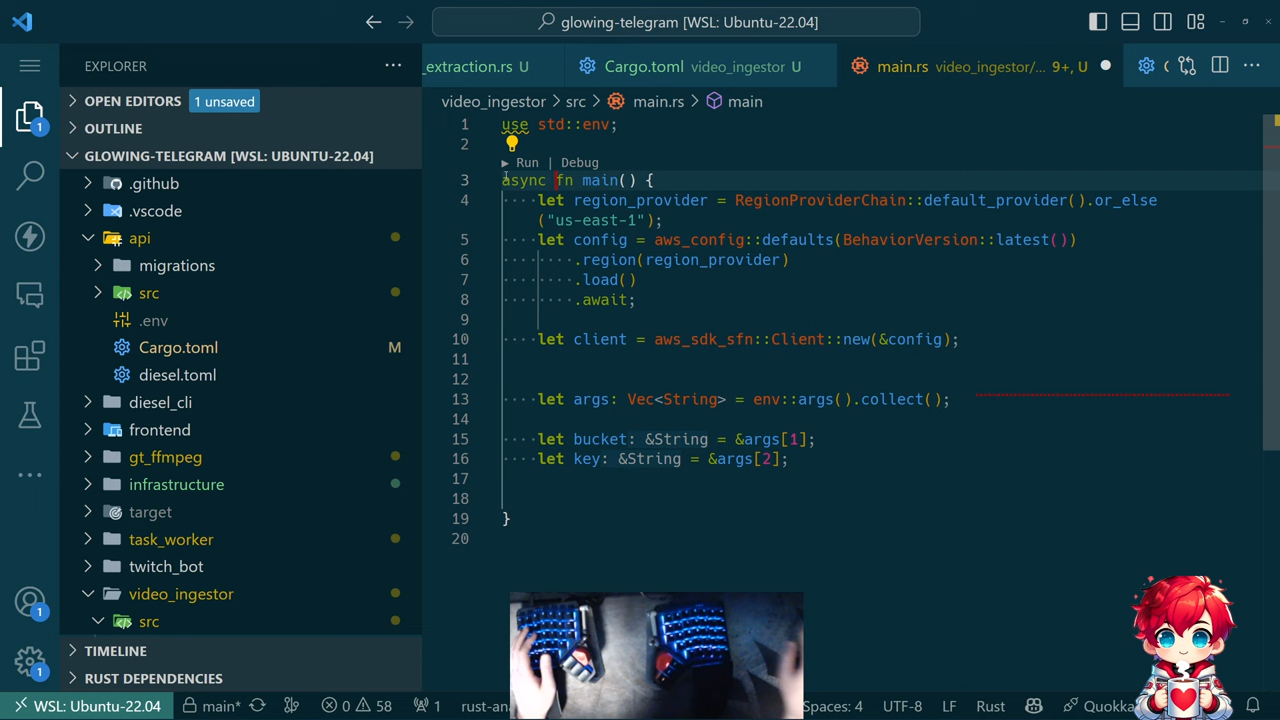 glowing-telegram [WSL: Ubuntu-22.04]
EXPLORER
_extraction.rs U
Cargo.toml video_ingestor U
main.rs video_ingestor/... 9+, U
OPEN EDITORS 1 unsaved
OUTLINE
GLOWING-TELEGRAM [WSL: UBUNTU-22.04]
.github
.vscode
api
migrations
src
.env
Cargo.toml M
diesel.toml
diesel_cli
frontend
gt_ffmpeg
infrastructure
target
task_worker
twitch_bot
video_ingestor
src
TIMELINE
RUST DEPENDENCIES
1
1
1
video_ingestor > src > main.rs > main
1 use std::env;
2
Run | Debug
3 async fn main() {
4 ····let region_provider = RegionProviderChain::default_provider().or_else
("us-east-1");
5 ····let config = aws_config::defaults(BehaviorVersion::latest())
6 ········.region(region_provider)
7 ········.load()
8 ········.await;
9
10 ····let client = aws_sdk_sfn::Client::new(&config);
11
12
13 ····let args: Vec<String> = env::args().collect();
14
15 ····let bucket: &String = &args[1];
16 ····let key: &String = &args[2];
17
18
19 }
20
WSL: Ubuntu-22.04 main* 0 58 1 rust-an Spaces: 4 UTF-8 LF Rust Quokka